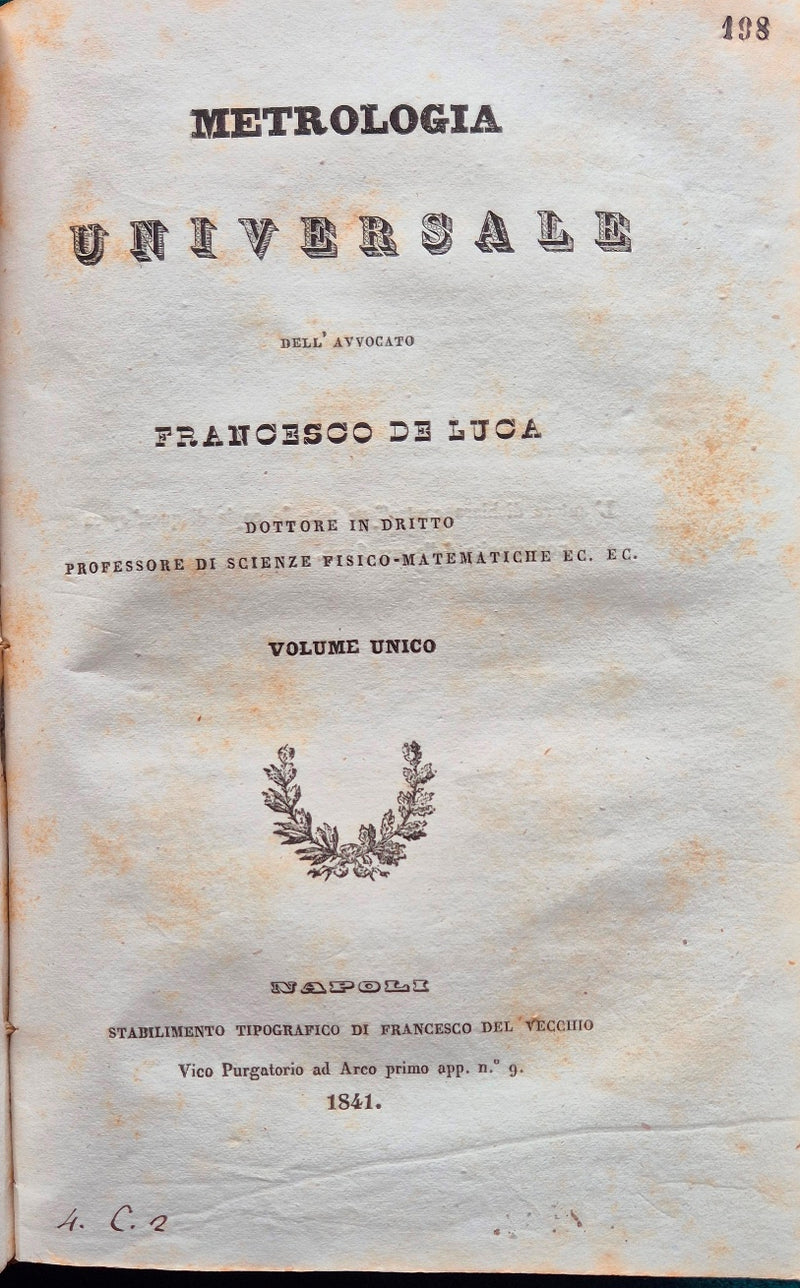 198
METROLOGIA
UNIVERSALE
DELL' AVVOCATO
FRANCESCO DE LUCA
DOTTORE IN DRITTO
PROFESSORE DI SCIENZE FISICO-MATEMATICHE EC. EC.
VOLUME UNICO
NAPOLI
STABILIMENTO TIPOGRAFICO DI FRANCESCO DEL VECCHIO
Vico Purgatorio ad Arco primo app. n.° 9.
1841.
4. C. 2